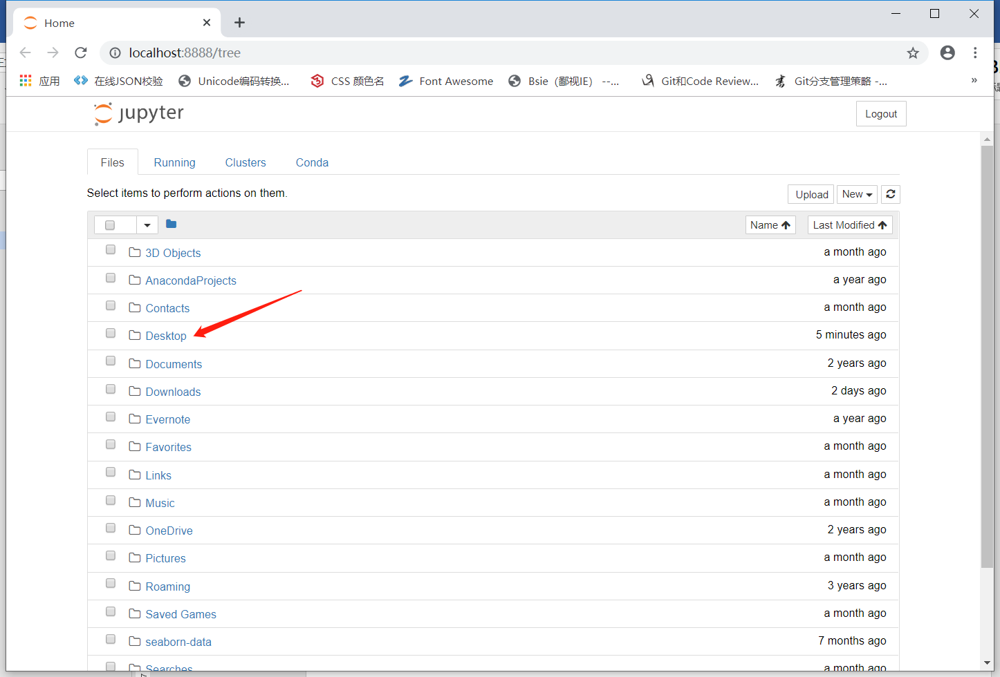 Home
localhost:8888/tree
应用 在线JSON校验 Unicode编码转换... CSS 颜色名 Font Awesome Bsie（鄙视IE） --... Git和Code Review... Git分支管理策略 -... »
jupyter Logout
Files Running Clusters Conda
Select items to perform actions on them. Upload New
Name Last Modified
3D Objects a month ago
AnacondaProjects a year ago
Contacts a month ago
Desktop 5 minutes ago
Documents 2 years ago
Downloads 2 days ago
Evernote a year ago
Favorites a month ago
Links a month ago
Music a month ago
OneDrive 2 years ago
Pictures a month ago
Roaming 3 years ago
Saved Games a month ago
seaborn-data 7 months ago
Searches a month ago